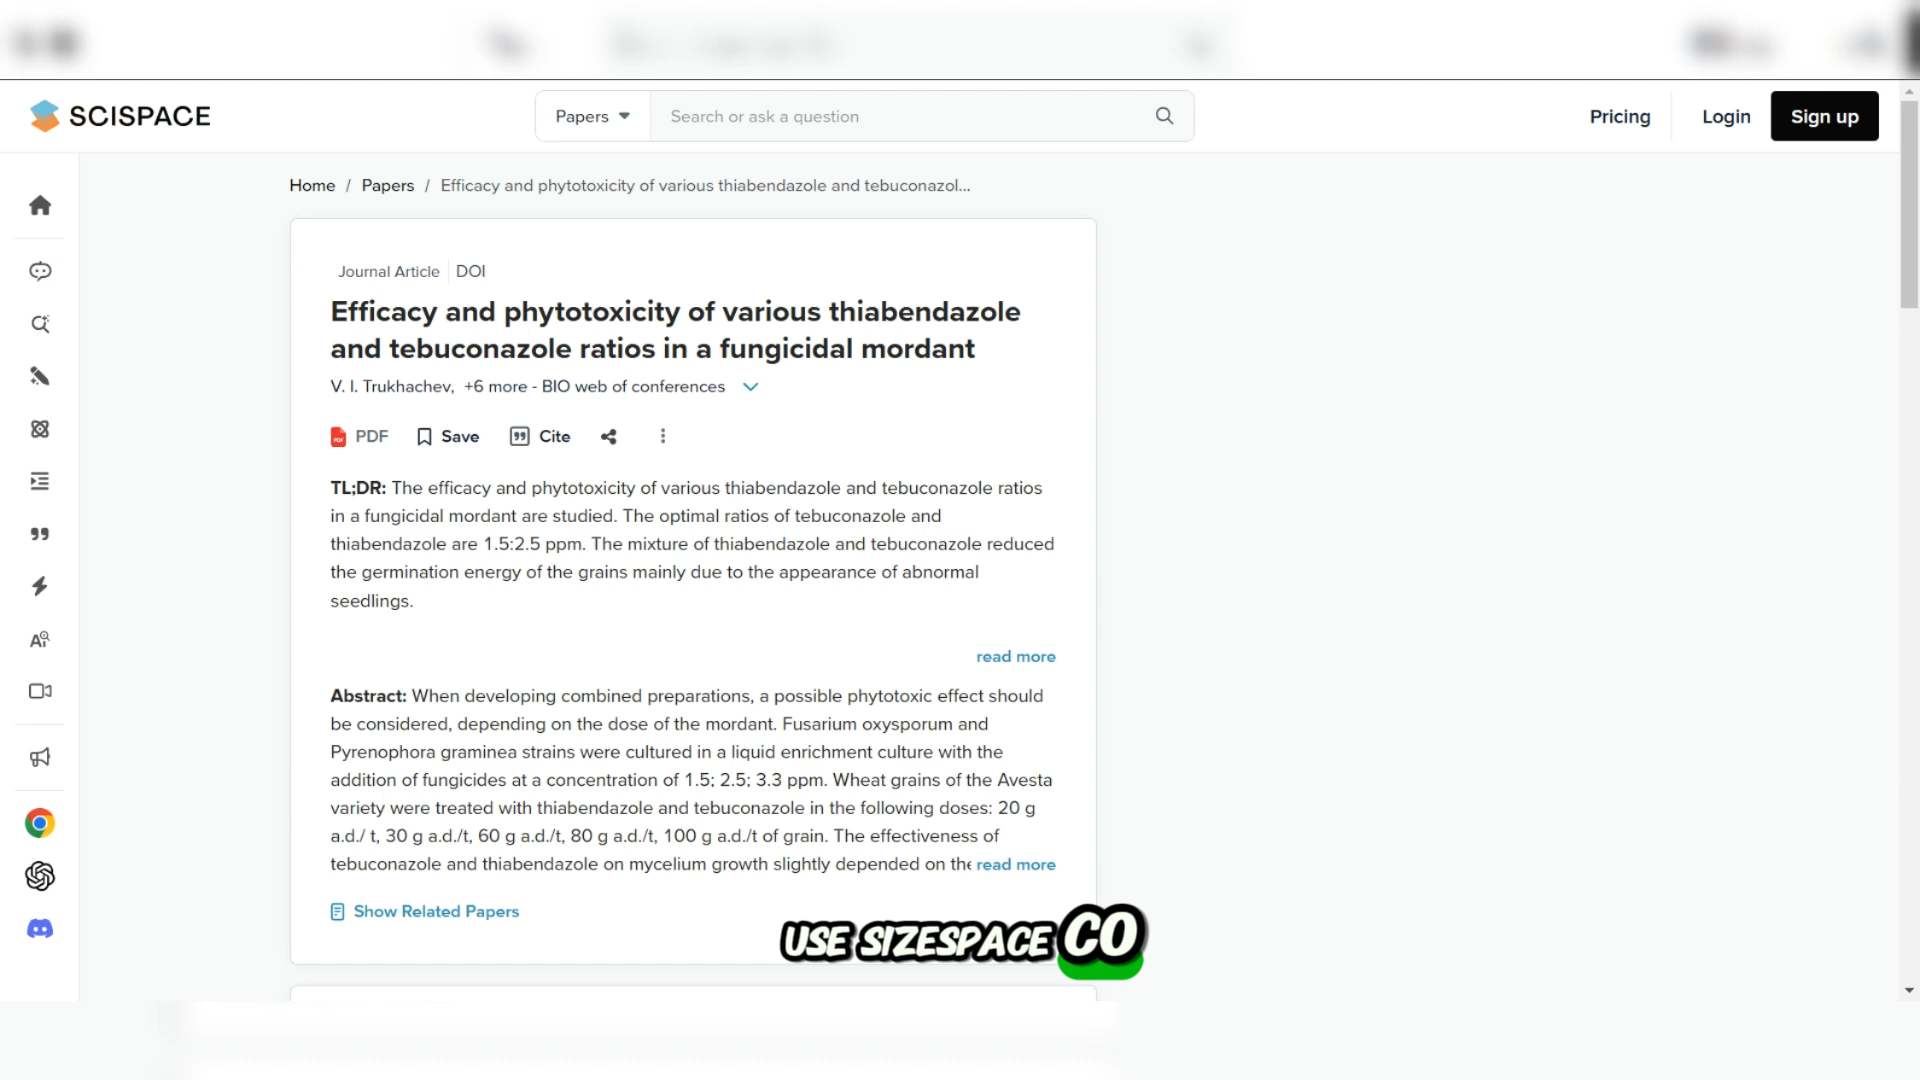 SCISPACE
Papers
Search or ask a question
Pricing
Login
Sign up
Home / Papers / Efficacy and phytotoxicity of various thiabendazole and tebuconazol...
Journal Article DOI
Efficacy and phytotoxicity of various thiabendazole
and tebuconazole ratios in a fungicidal mordant
V. I. Trukhachev, +6 more - BIO web of conferences
PDF Save Cite
TL;DR: The efficacy and phytotoxicity of various thiabendazole and tebuconazole ratios
in a fungicidal mordant are studied. The optimal ratios of tebuconazole and
thiabendazole are 1.5:2.5 ppm. The mixture of thiabendazole and tebuconazole reduced
the germination energy of the grains mainly due to the appearance of abnormal
seedlings.
read more
Abstract: When developing combined preparations, a possible phytotoxic effect should
be considered, depending on the dose of the mordant. Fusarium oxysporum and
Pyrenophora graminea strains were cultured in a liquid enrichment culture with the
addition of fungicides at a concentration of 1.5; 2.5; 3.3 ppm. Wheat grains of the Avesta
variety were treated with thiabendazole and tebuconazole in the following doses: 20 g
a.d./ t, 30 g a.d./t, 60 g a.d./t, 80 g a.d./t, 100 g a.d./t of grain. The effectiveness of
tebuconazole and thiabendazole on mycelium growth slightly depended on the read more
Show Related Papers
USE SIZESPACE CO